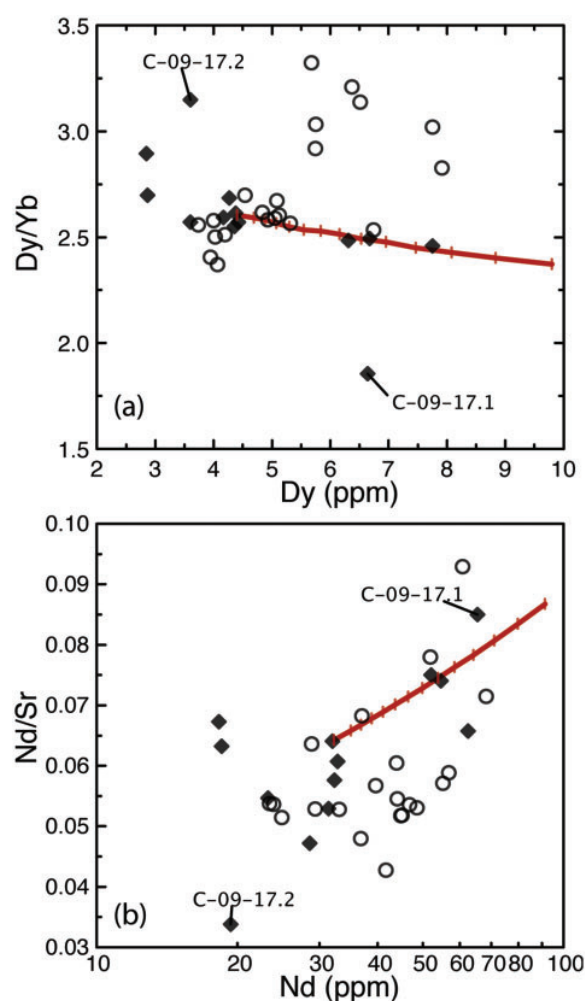 3.5
C-09-17.2
3.0
Dy/Yb
2.5
2.0
(a)
C-09-17.1
1.5
2 3 4 5 6 7 8 9 10
Dy (ppm)
0.10
0.09
C-09-17.1
0.08
Nd/Sr
0.07
0.06
0.05
0.04
(b)
C-09-17.2
0.03
10 20 30 40 50 60 70 80 100
Nd (ppm)